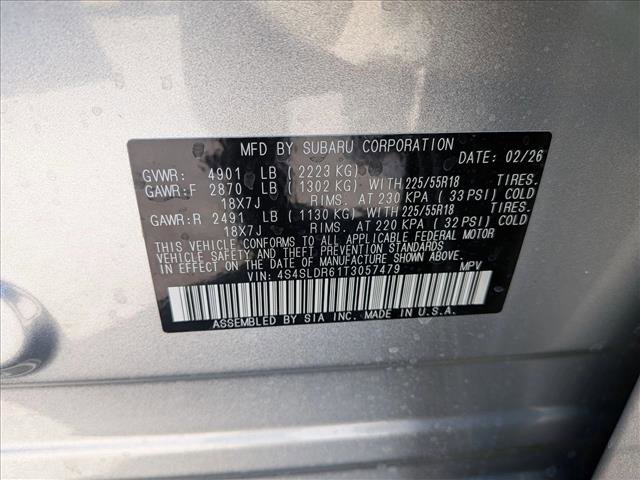 MFD BY SUBARU CORPORATION DATE: 02/26
GVWR: 4901 LB (2223 KG)
GAWR:F 2870 LB (1302 KG) WITH 225/55R18 TIRES.
18X7J RIMS. AT 230 KPA (33 PSI) COLD
GAWR:R 2491 LB (1130 KG) WITH 225/55R18 TIRES.
18X7J RIMS. AT 220 KPA (32 PSI) COLD
THIS VEHICLE CONFORMS TO ALL APPLICABLE FEDERAL MOTOR
VEHICLE SAFETY AND THEFT PREVENTION STANDARDS
IN EFFECT ON THE DATE OF MANUFACTURE SHOWN ABOVE.
VIN: 4S4SLDR61T3057479 MPV
ASSEMBLED BY SIA INC. MADE IN U.S.A.